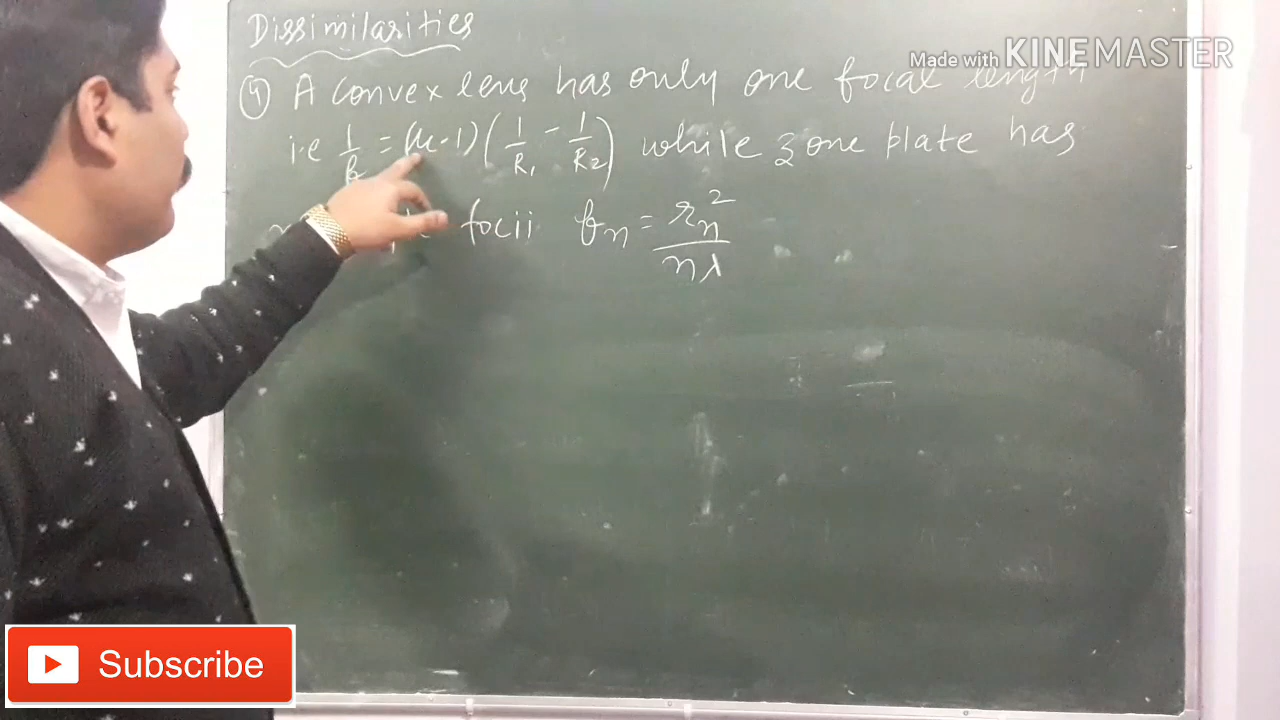 Dissimilarities
Made with KINEMASTER
(4) A convex lens has only one focal length
i.e 1/f = (μ-1)(1/R₁ - 1/R₂) while zone plate has
focii fₙ = rₙ²/nλ
Subscribe